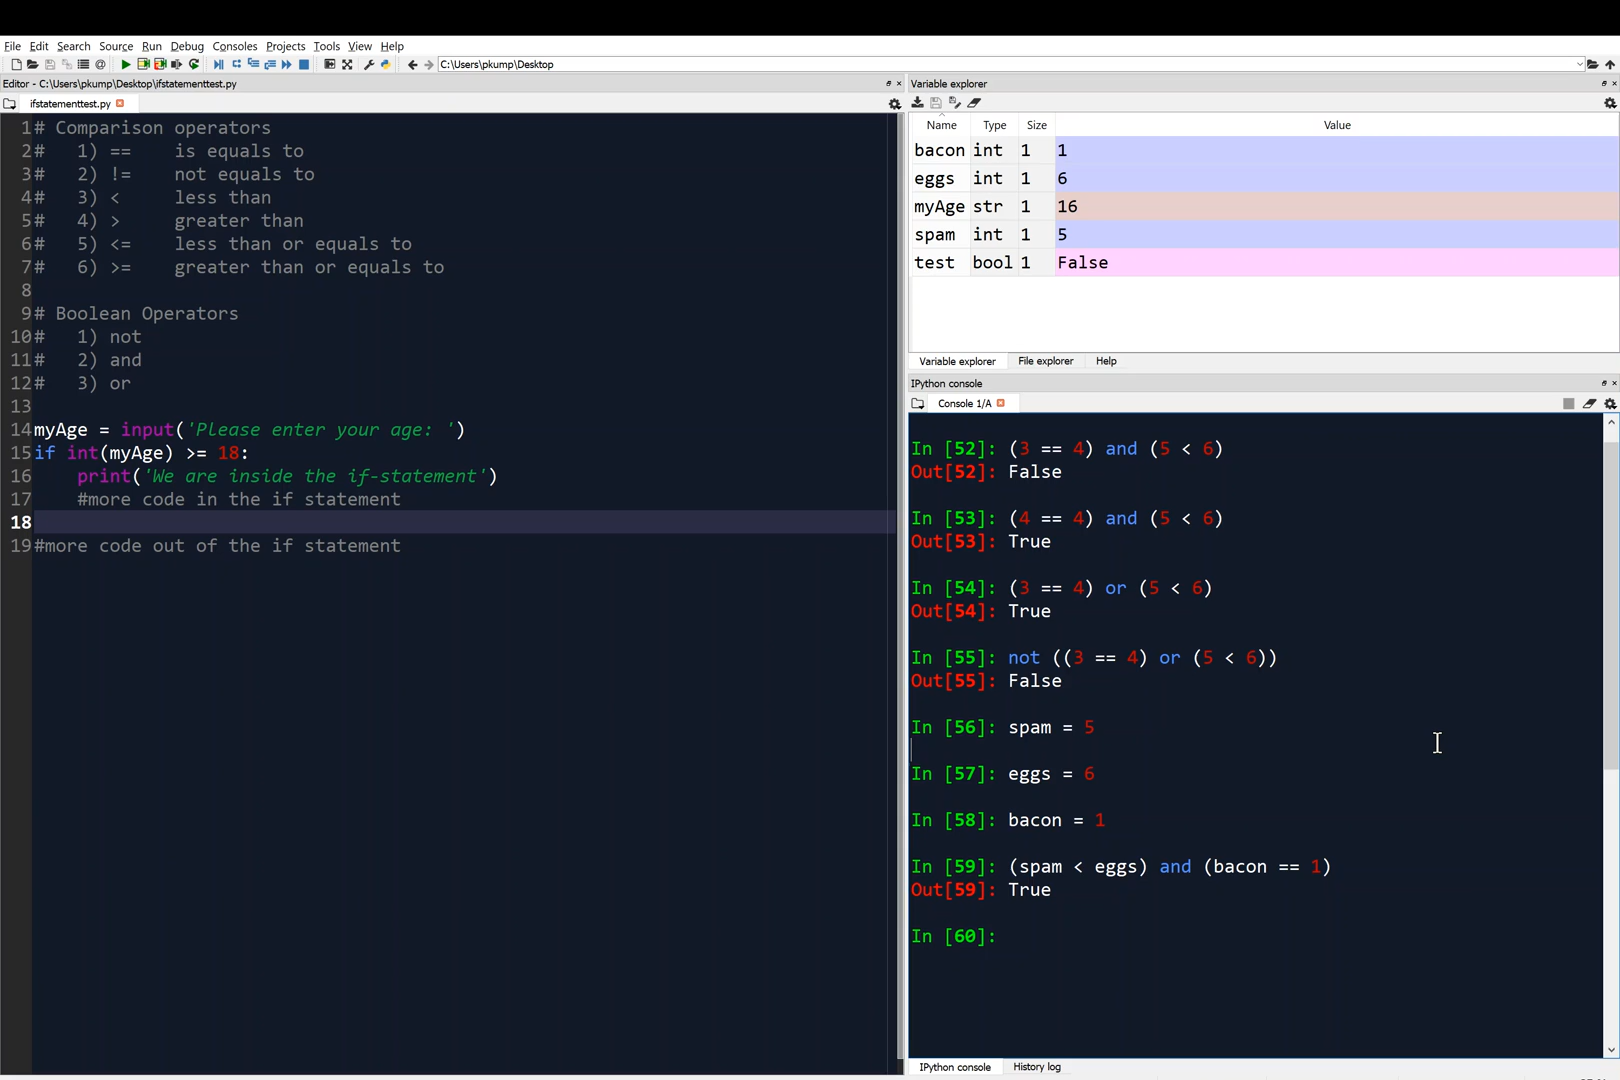 File Edit Search Source Run Debug Consoles Projects Tools View Help
C:\Users\pkump\Desktop
Editor - C:\Users\pkump\Desktop\ifstatementtest.py
ifstatementtest.py
1# Comparison operators
2#   1) ==    is equals to
3#   2) !=    not equals to
4#   3) <     less than
5#   4) >     greater than
6#   5) <=    less than or equals to
7#   6) >=    greater than or equals to
8
9# Boolean Operators
10#   1) not
11#   2) and
12#   3) or
13
14myAge = input('Please enter your age: ')
15if int(myAge) >= 18:
16    print('We are inside the if-statement')
17    #more code in the if statement
18
19#more code out of the if statement
Variable explorer
Name Type Size Value
bacon int 1 1
eggs int 1 6
myAge str 1 16
spam int 1 5
test bool 1 False
Variable explorer File explorer Help
IPython console
Console 1/A
In [52]: (3 == 4) and (5 < 6)
Out[52]: False
In [53]: (4 == 4) and (5 < 6)
Out[53]: True
In [54]: (3 == 4) or (5 < 6)
Out[54]: True
In [55]: not ((3 == 4) or (5 < 6))
Out[55]: False
In [56]: spam = 5
In [57]: eggs = 6
In [58]: bacon = 1
In [59]: (spam < eggs) and (bacon == 1)
Out[59]: True
In [60]:
IPython console History log